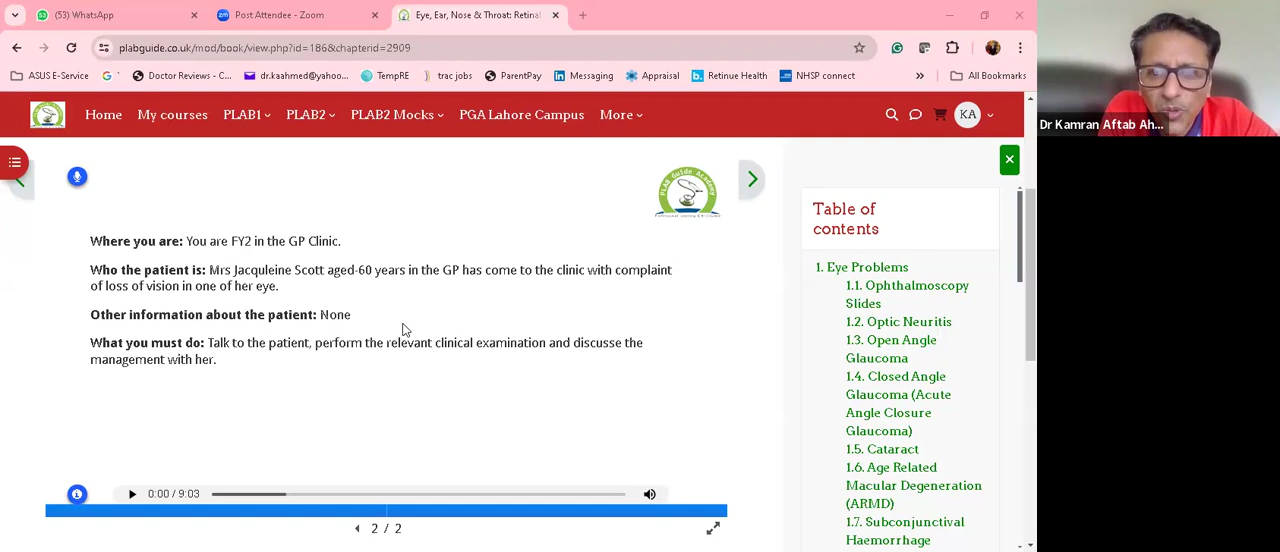 (53) WhatsApp
Post Attendee - Zoom
Eye, Ear, Nose & Throat: Retinal
plabguide.co.uk/mod/book/view.php?id=186&chapterid=2909
ASUS E-Service
Doctor Reviews - C...
dr.kaahmed@yahoo...
TempRE
trac jobs
ParentPay
Messaging
Appraisal
Retinue Health
NHSP connect
All Bookmarks
Home
My courses
PLAB1
PLAB2
PLAB2 Mocks
PGA Lahore Campus
More
KA
Dr Kamran Aftab Ah...
PLAB Guide Academy
Where you are: You are FY2 in the GP Clinic.
Who the patient is: Mrs Jacquleine Scott aged-60 years in the GP has come to the clinic with complaint
of loss of vision in one of her eye.
Other information about the patient: None
What you must do: Talk to the patient, perform the relevant clinical examination and discusse the
management with her.
0:00 / 9:03
2 / 2
Table of
contents
1. Eye Problems
1.1. Ophthalmoscopy
Slides
1.2. Optic Neuritis
1.3. Open Angle
Glaucoma
1.4. Closed Angle
Glaucoma (Acute
Angle Closure
Glaucoma)
1.5. Cataract
1.6. Age Related
Macular Degeneration
(ARMD)
1.7. Subconjunctival
Haemorrhage